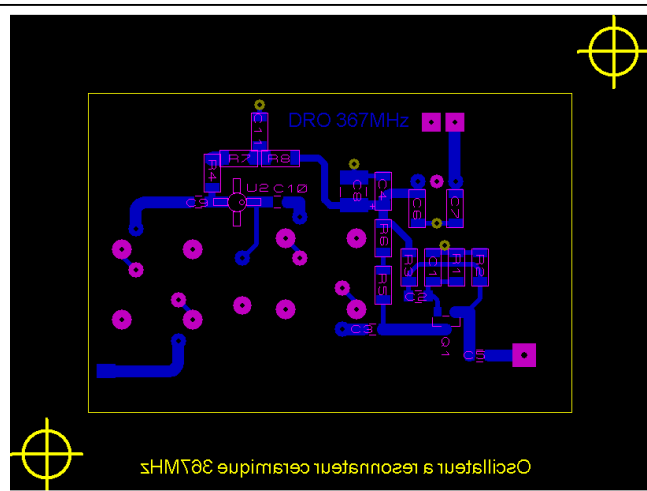 DRO 367MHz
C11
R7 R8
R4
U2 C10
C9
C8
C4
C6
C7
R6
R3
C1
R1
R2
R5
C2
C3
Q1
C5
Oscillateur a resonnateur ceramique 367MHz